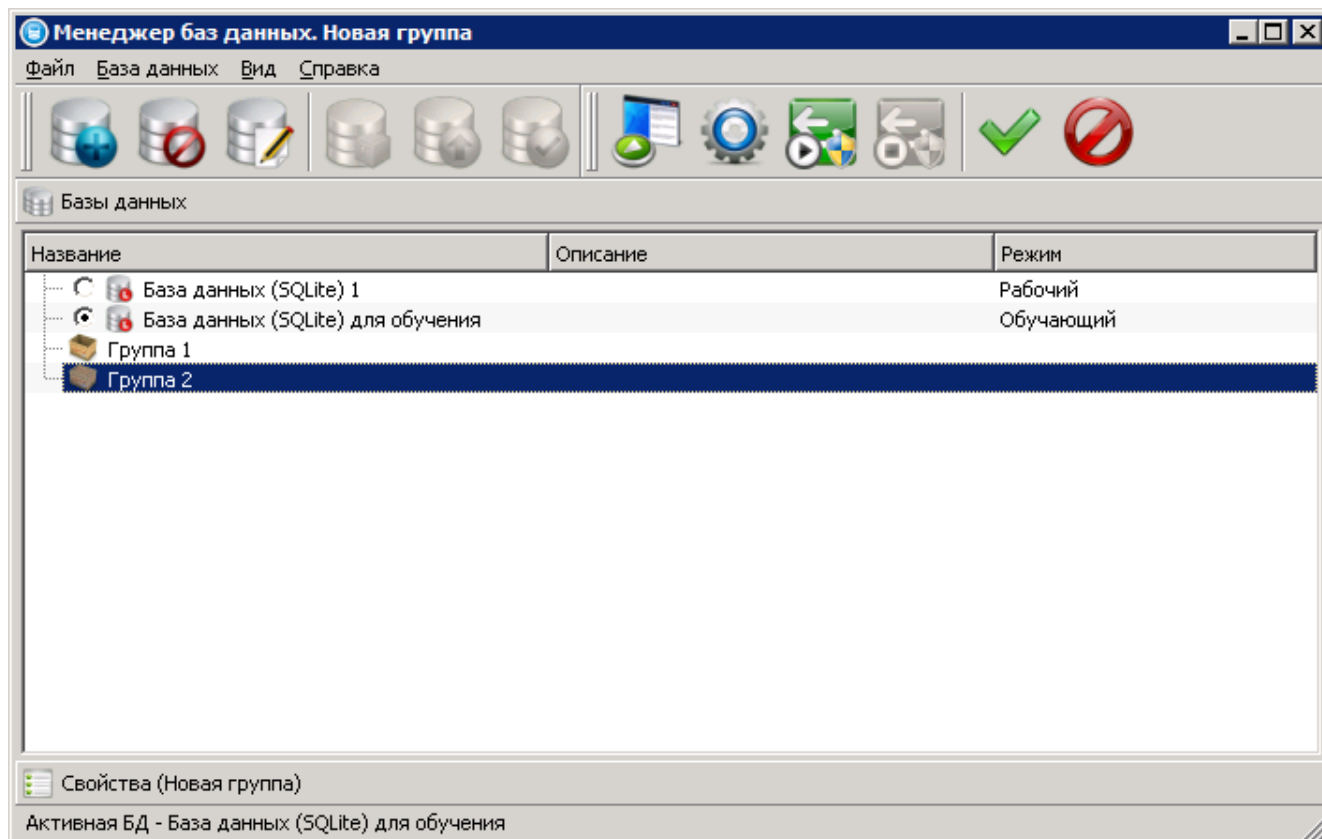 Менеджер баз данных. Новая группа
Файл База данных Вид Справка
Базы данных
Название Описание Режим
База данных (SQLite) 1 Рабочий
База данных (SQLite) для обучения Обучающий
Группа 1
Группа 2
Свойства (Новая группа)
Активная БД - База данных (SQLite) для обучения